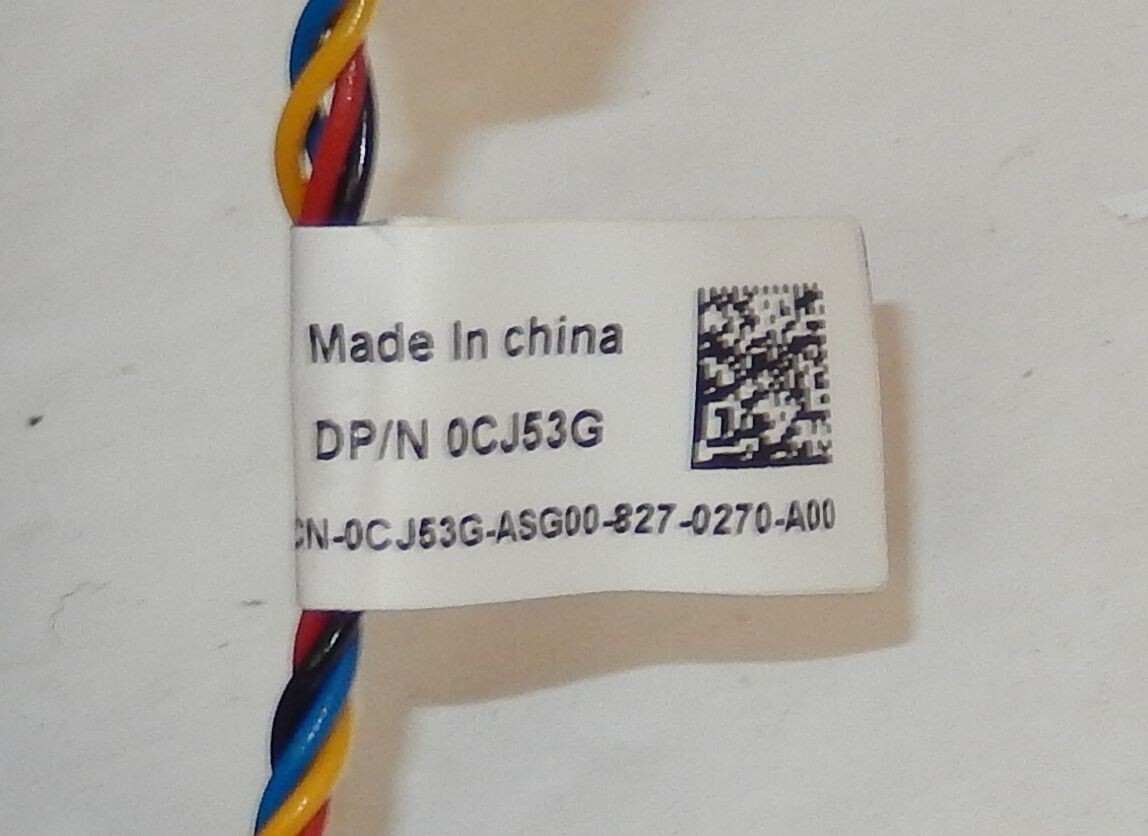 Made In china
DP/N 0CJ53G
CN-0CJ53G-ASG00-827-0270-A00